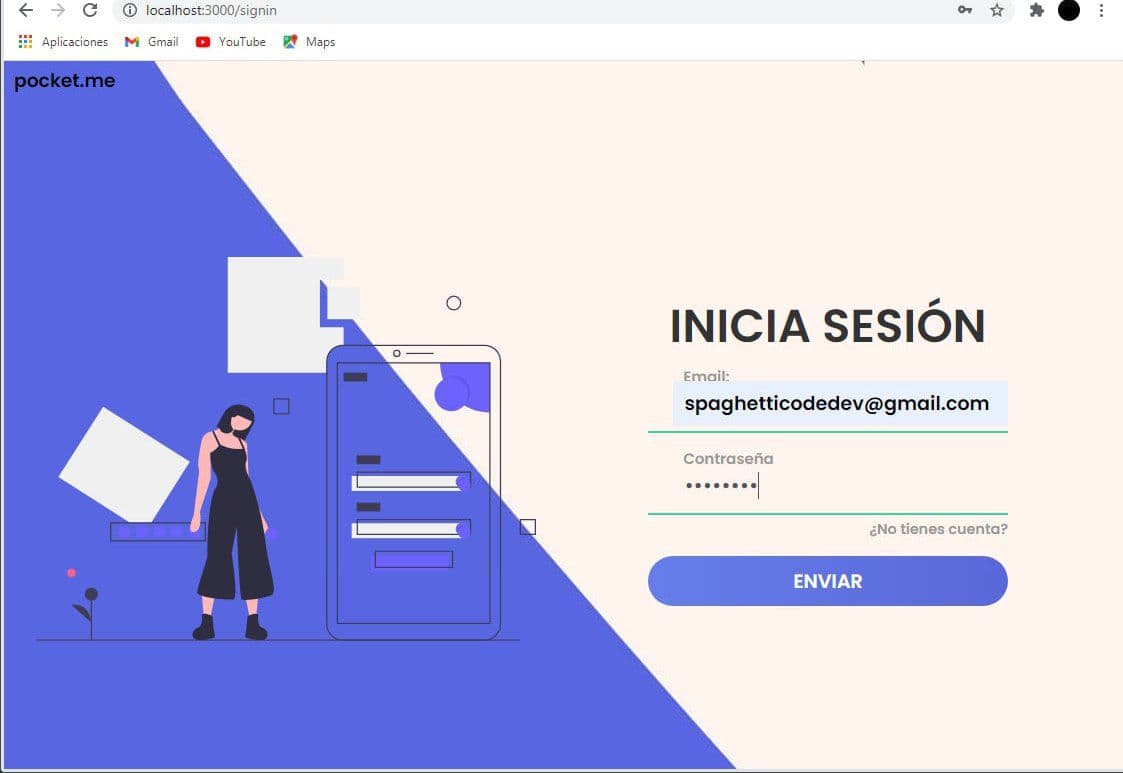 localhost:3000/signin
Aplicaciones Gmail YouTube Maps
pocket.me
INICIA SESIÓN
Email:
spaghetticodedev@gmail.com
Contraseña
••••••••
¿No tienes cuenta?
ENVIAR